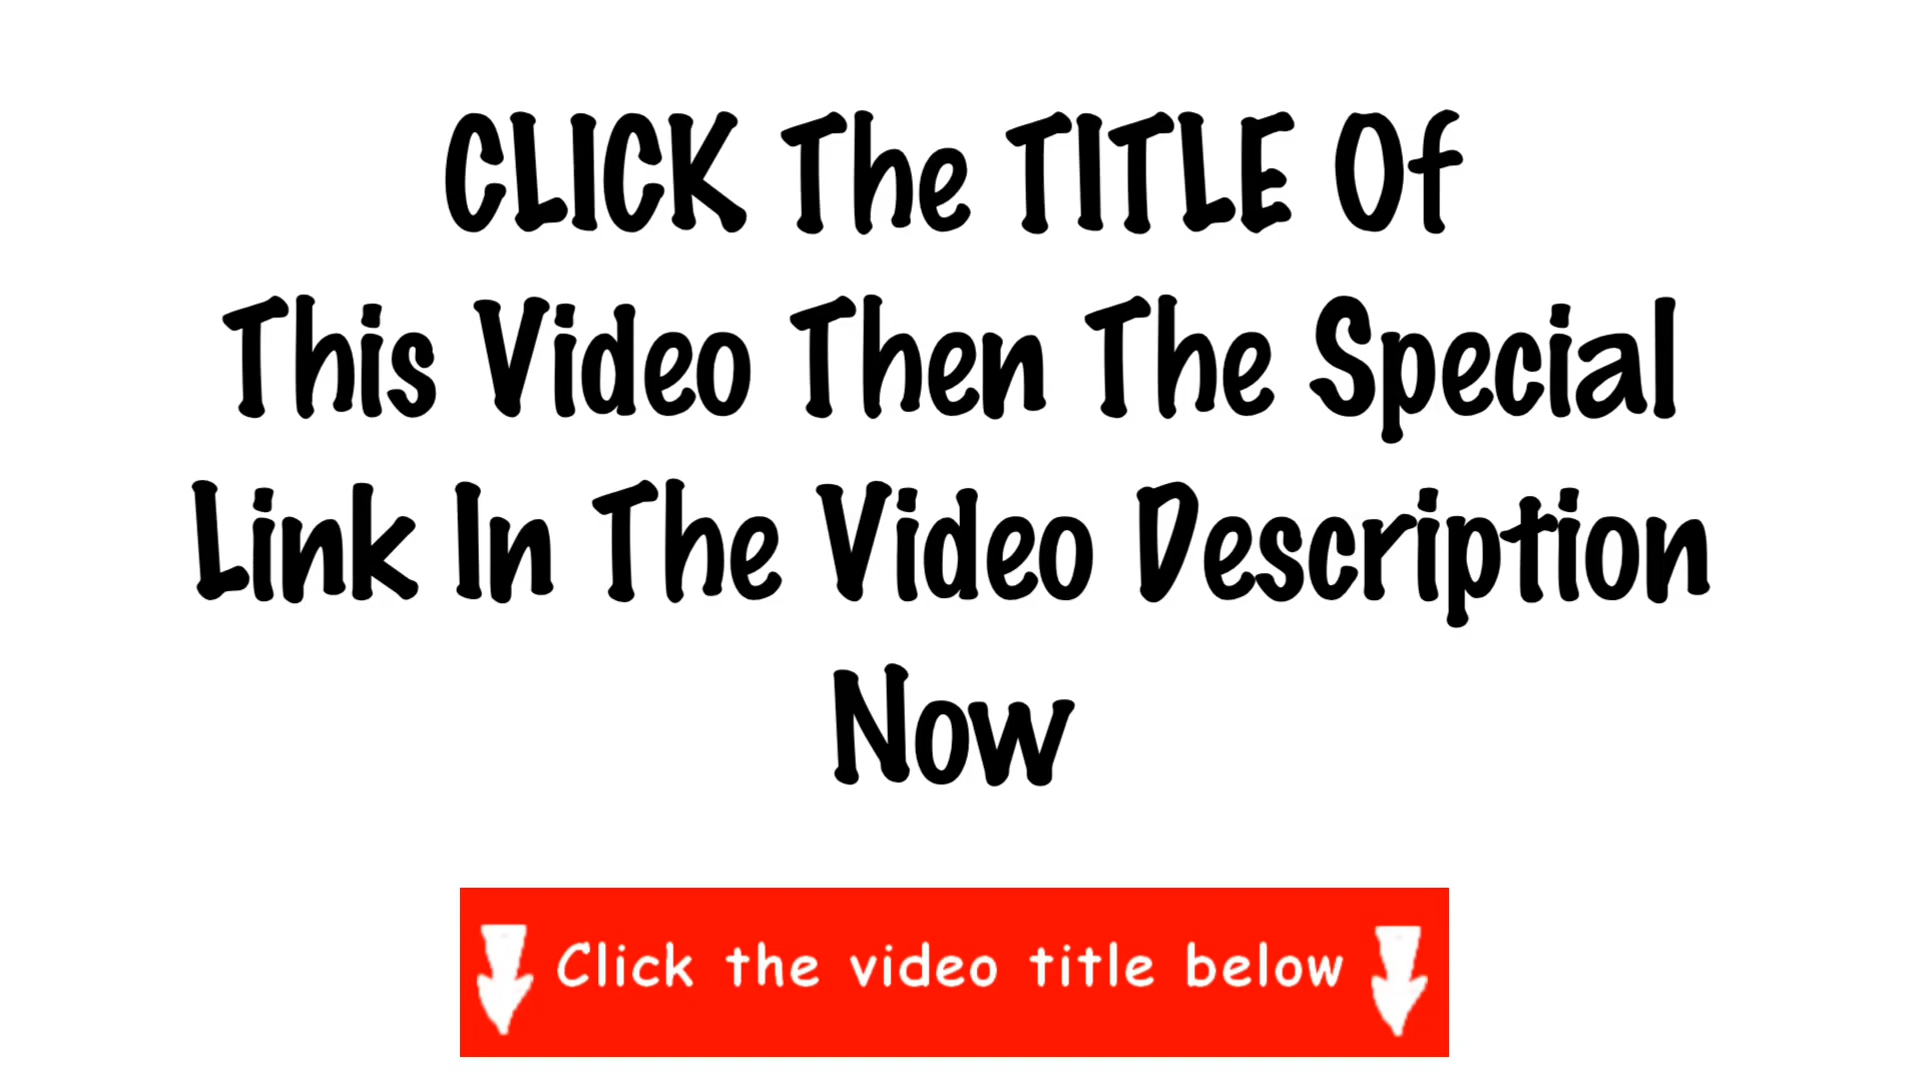 CLICK The TITLE Of
This Video Then The Special
Link In The Video Description
Now
Click the video title below